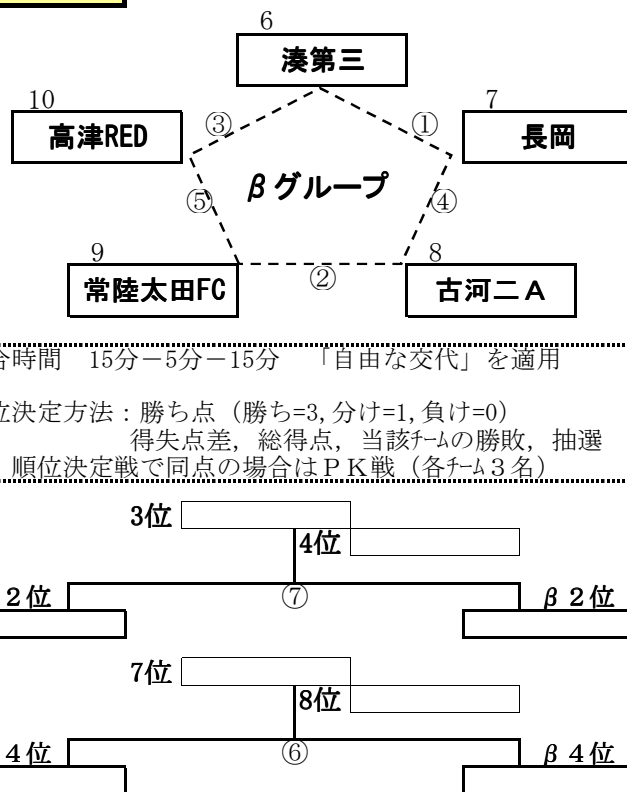 6
湊第三
10
7
高津RED
③
①
長岡
βグループ
⑤
④
9
8
常陸太田FC
②
古河二A
合時間 15分－5分－15分 「自由な交代」を適用
位決定方法：勝ち点（勝ち=3,分け=1,負け=0）
得失点差，総得点，当該ﾁｰﾑの勝敗，抽選
順位決定戦で同点の場合はＰＫ戦（各ﾁｰﾑ３名）
3位
4位
２位
⑦
β２位
7位
8位
４位
⑥
β４位